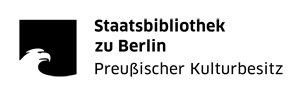 Staatsbibliothek
zu Berlin
Preußischer Kulturbesitz